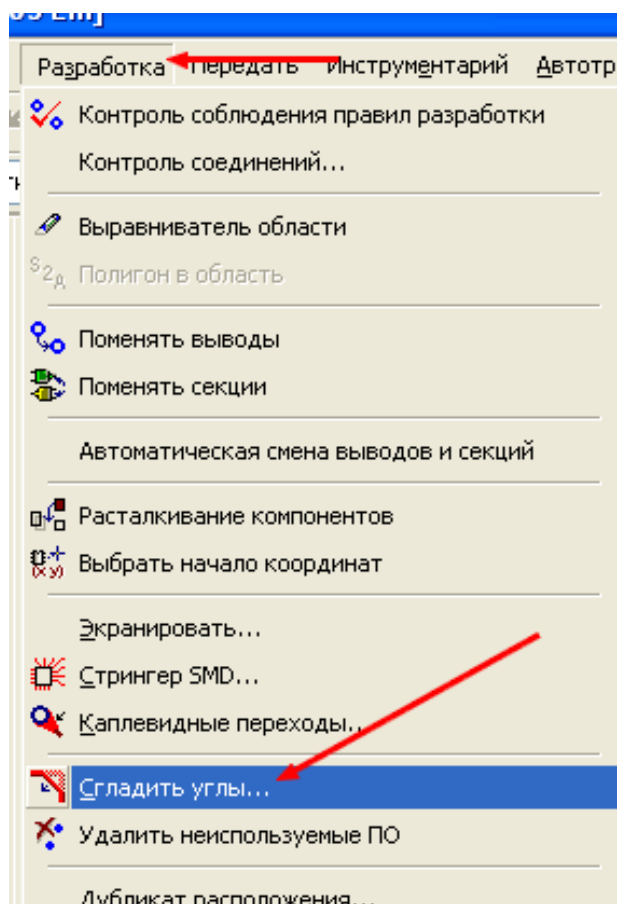 Разработка Передать Инструментарий Автотр
Контроль соблюдения правил разработки
Контроль соединений...
Выравниватель области
Полигон в область
Поменять выводы
Поменять секции
Автоматическая смена выводов и секций
Расталкивание компонентов
Выбрать начало координат
Экранировать...
Стрингер SMD...
Каплевидные переходы...
Сгладить углы...
Удалить неиспользуемые ПО
Дубликат расположения...